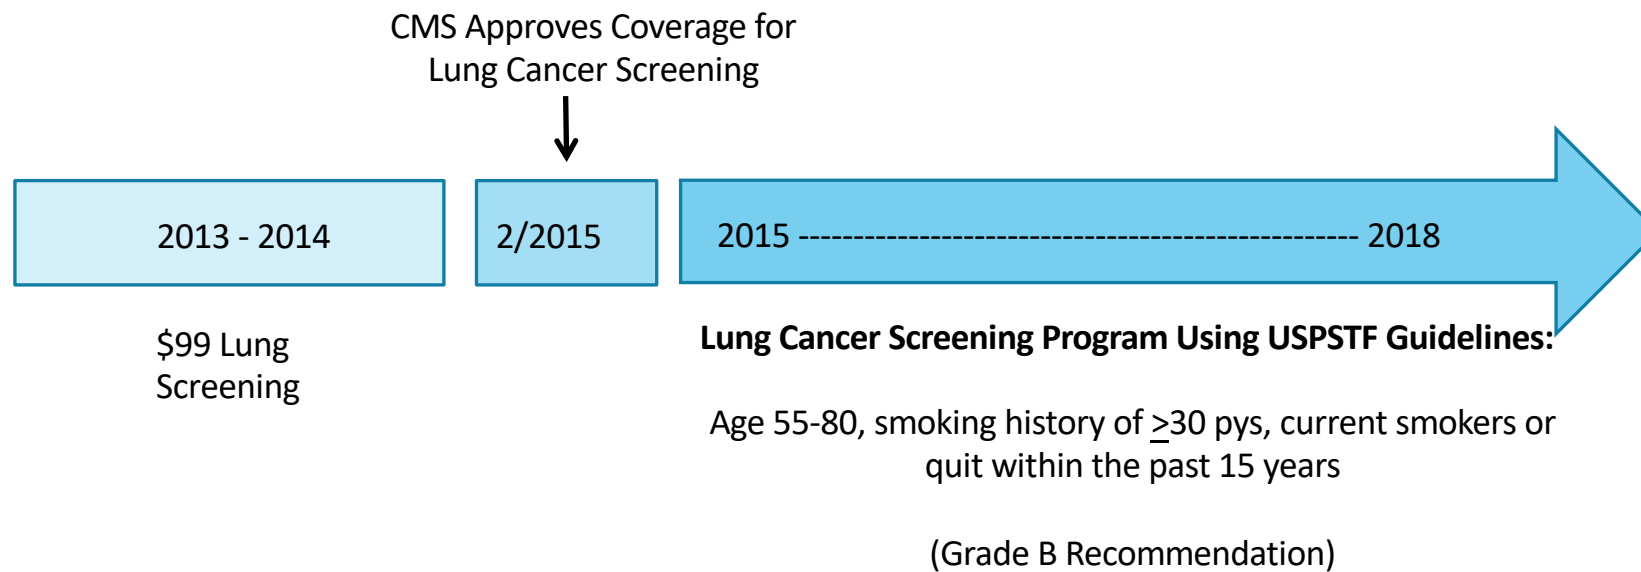 CMS Approves Coverage for
Lung Cancer Screening
2013 - 2014
2/2015
2015 --------------------------------------------------- 2018
$99 Lung
Screening
Lung Cancer Screening Program Using USPSTF Guidelines:
Age 55-80, smoking history of ≥30 pys, current smokers or
quit within the past 15 years
(Grade B Recommendation)